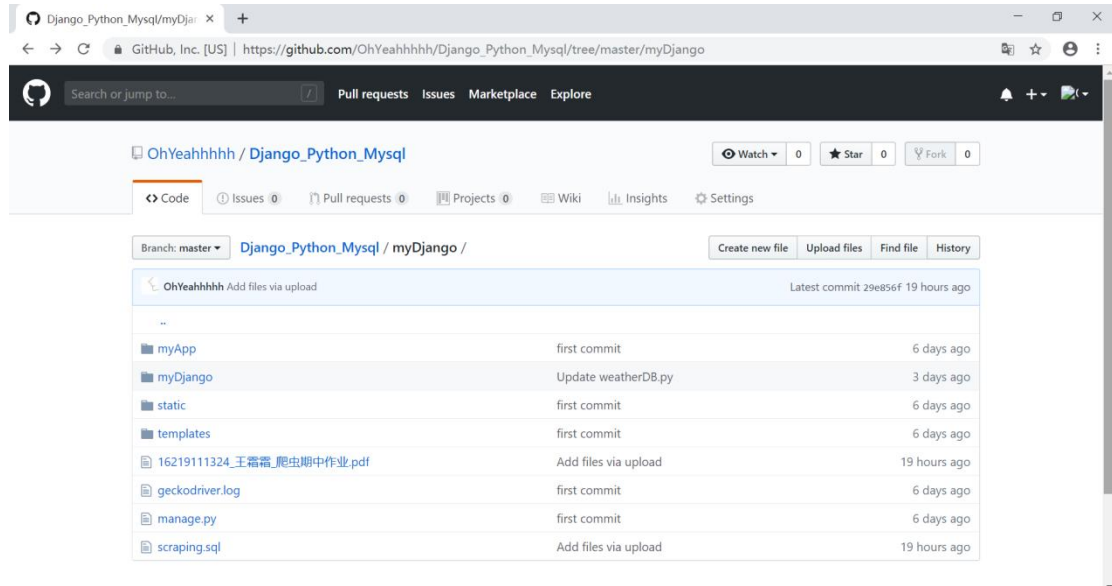 Django_Python_Mysql/myDja
GitHub, Inc. [US] | https://github.com/OhYeahhhhh/Django_Python_Mysql/tree/master/myDjango
Search or jump to... / Pull requests Issues Marketplace Explore
OhYeahhhhh / Django_Python_Mysql Watch 0 Star 0 Fork 0
Code Issues 0 Pull requests 0 Projects 0 Wiki Insights Settings
Branch: master Django_Python_Mysql / myDjango / Create new file Upload files Find file History
OhYeahhhhh Add files via upload Latest commit 29e856f 19 hours ago
..
myApp first commit 6 days ago
myDjango Update weatherDB.py 3 days ago
static first commit 6 days ago
templates first commit 6 days ago
16219111324_王霜霜_爬虫期中作业.pdf Add files via upload 19 hours ago
geckodriver.log first commit 6 days ago
manage.py first commit 6 days ago
scraping.sql Add files via upload 19 hours ago